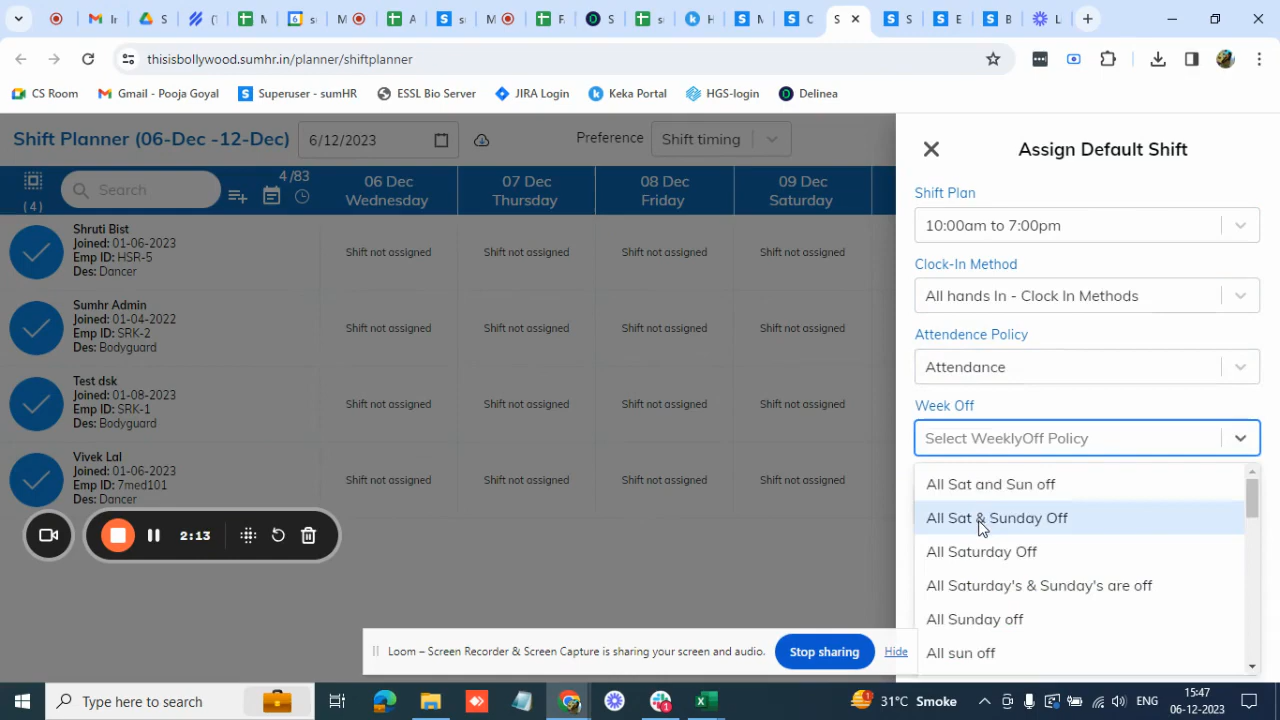 M In
S
M
s
M
A
s
M
F
S
s
H
M
C
S
S
E
B
L
thisisbollywood.sumhr.in/planner/shiftplanner
CS Room
Gmail - Pooja Goyal
Superuser - sumHR
ESSL Bio Server
JIRA Login
Keka Portal
HGS-login
Delinea
Shift Planner (06-Dec -12-Dec)
6/12/2023
Preference
Shift timing
(4)
Search
4 /83
06 Dec
Wednesday
07 Dec
Thursday
08 Dec
Friday
09 Dec
Saturday
Shruti Bist
Joined: 01-06-2023
Emp ID: HSR-5
Des: Dancer
Shift not assigned
Shift not assigned
Shift not assigned
Shift not assigned
Sumhr Admin
Joined: 01-04-2022
Emp ID: SRK-2
Des: Bodyguard
Shift not assigned
Shift not assigned
Shift not assigned
Shift not assigned
Test dsk
Joined: 01-08-2023
Emp ID: SRK-1
Des: Bodyguard
Shift not assigned
Shift not assigned
Shift not assigned
Shift not assigned
Vivek Lal
Joined: 01-06-2023
Emp ID: 7med101
Des: Dancer
Shift not assigned
Shift not assigned
Shift not assigned
Shift not assigned
2:13
Assign Default Shift
Shift Plan
10:00am to 7:00pm
Clock-In Method
All hands In - Clock In Methods
Attendence Policy
Attendance
Week Off
Select WeeklyOff Policy
All Sat and Sun off
All Sat & Sunday Off
All Saturday Off
All Saturday's & Sunday's are off
All Sunday off
All sun off
Loom – Screen Recorder & Screen Capture is sharing your screen and audio.
Stop sharing
Hide
Type here to search
31°C Smoke
ENG
15:47
06-12-2023